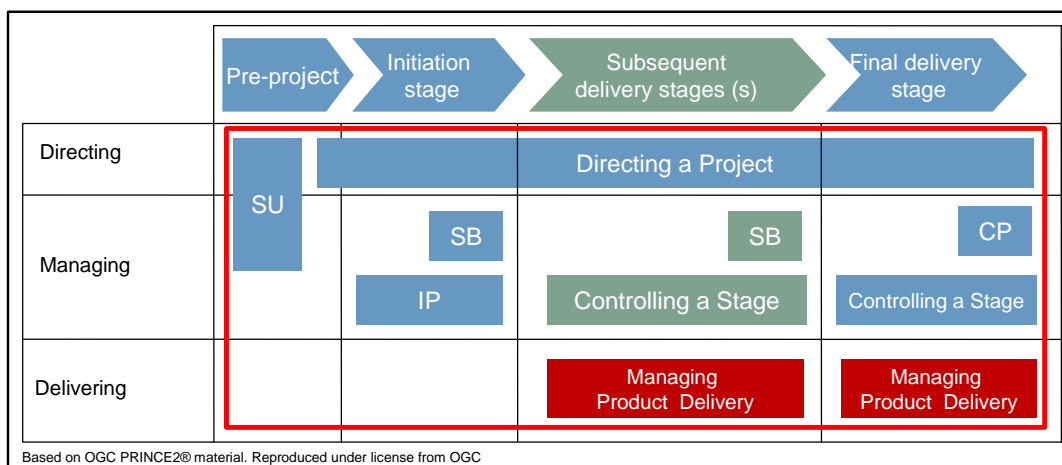 Pre-project
Initiation
stage
Subsequent
delivery stages (s)
Final delivery
stage
Directing
SU
Directing a Project
Managing
SB
SB
CP
IP
Controlling a Stage
Controlling a Stage
Delivering
Managing
Product Delivery
Managing
Product Delivery
Based on OGC PRINCE2® material. Reproduced under license from OGC